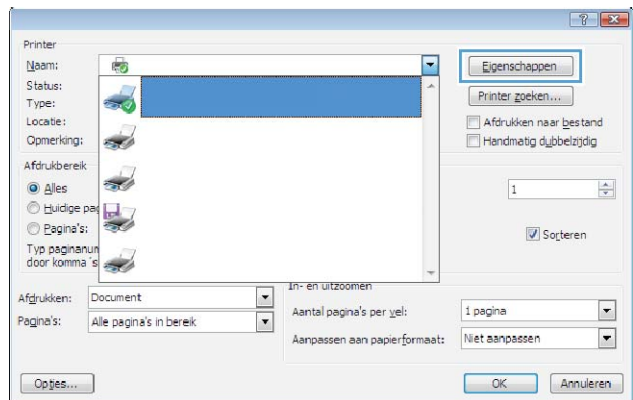 Printer
Naam:
Eigenschappen
Status:
Printer zoeken...
Type:
Locatie:
Afdrukken naar bestand
Opmerking:
Handmatig dubbelzijdig
Afdrukbereik
Alles
1
Huidige pag
Pagina's:
Sorteren
Typ paginanum
door komma's
In- en uitzoomen
Afdrukken:
Document
Aantal pagina's per vel:
1 pagina
Pagina's:
Alle pagina's in bereik
Aanpassen aan papierformaat:
Niet aanpassen
Opties...
OK
Annuleren